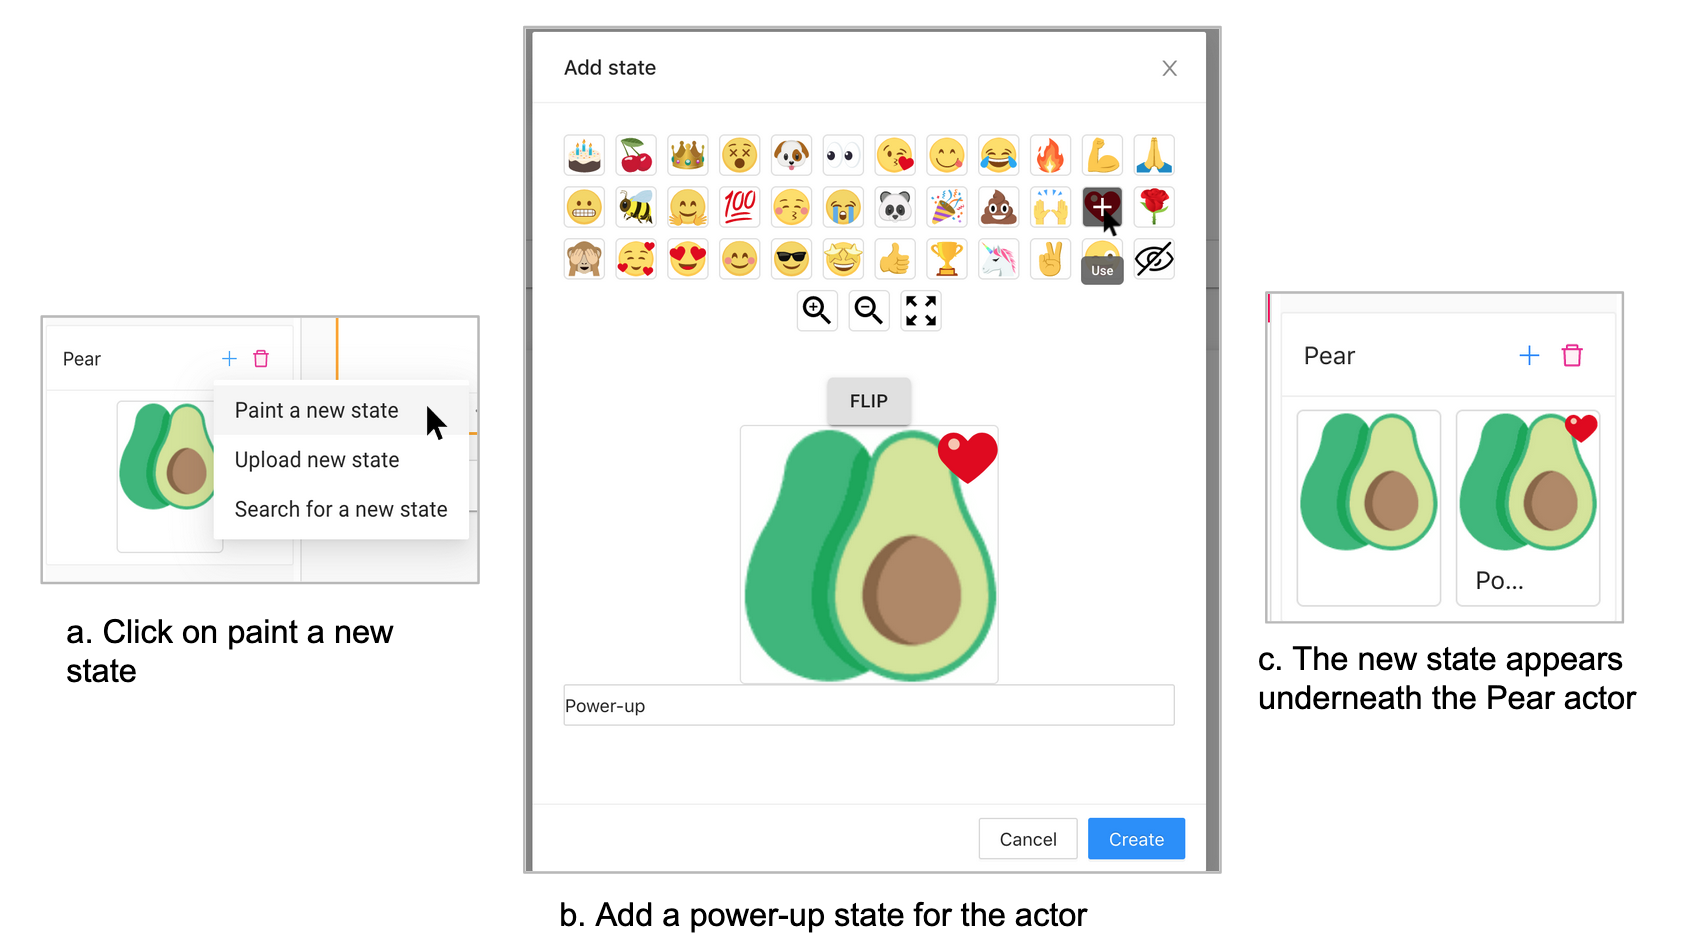 Pear
Paint a new state
Upload new state
Search for a new state
a. Click on paint a new
state
Add state
100
Use
FLIP
Power-up
Cancel
Create
b. Add a power-up state for the actor
Pear
Po...
c. The new state appears
underneath the Pear actor